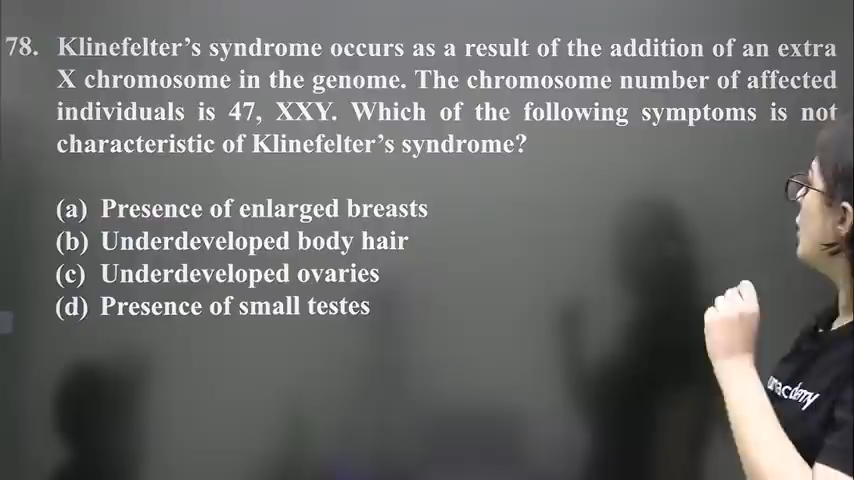 78. Klinefelter's syndrome occurs as a result of the addition of an extra
X chromosome in the genome. The chromosome number of affected
individuals is 47, XXY. Which of the following symptoms is not
characteristic of Klinefelter's syndrome?
(a) Presence of enlarged breasts
(b) Underdeveloped body hair
(c) Underdeveloped ovaries
(d) Presence of small testes